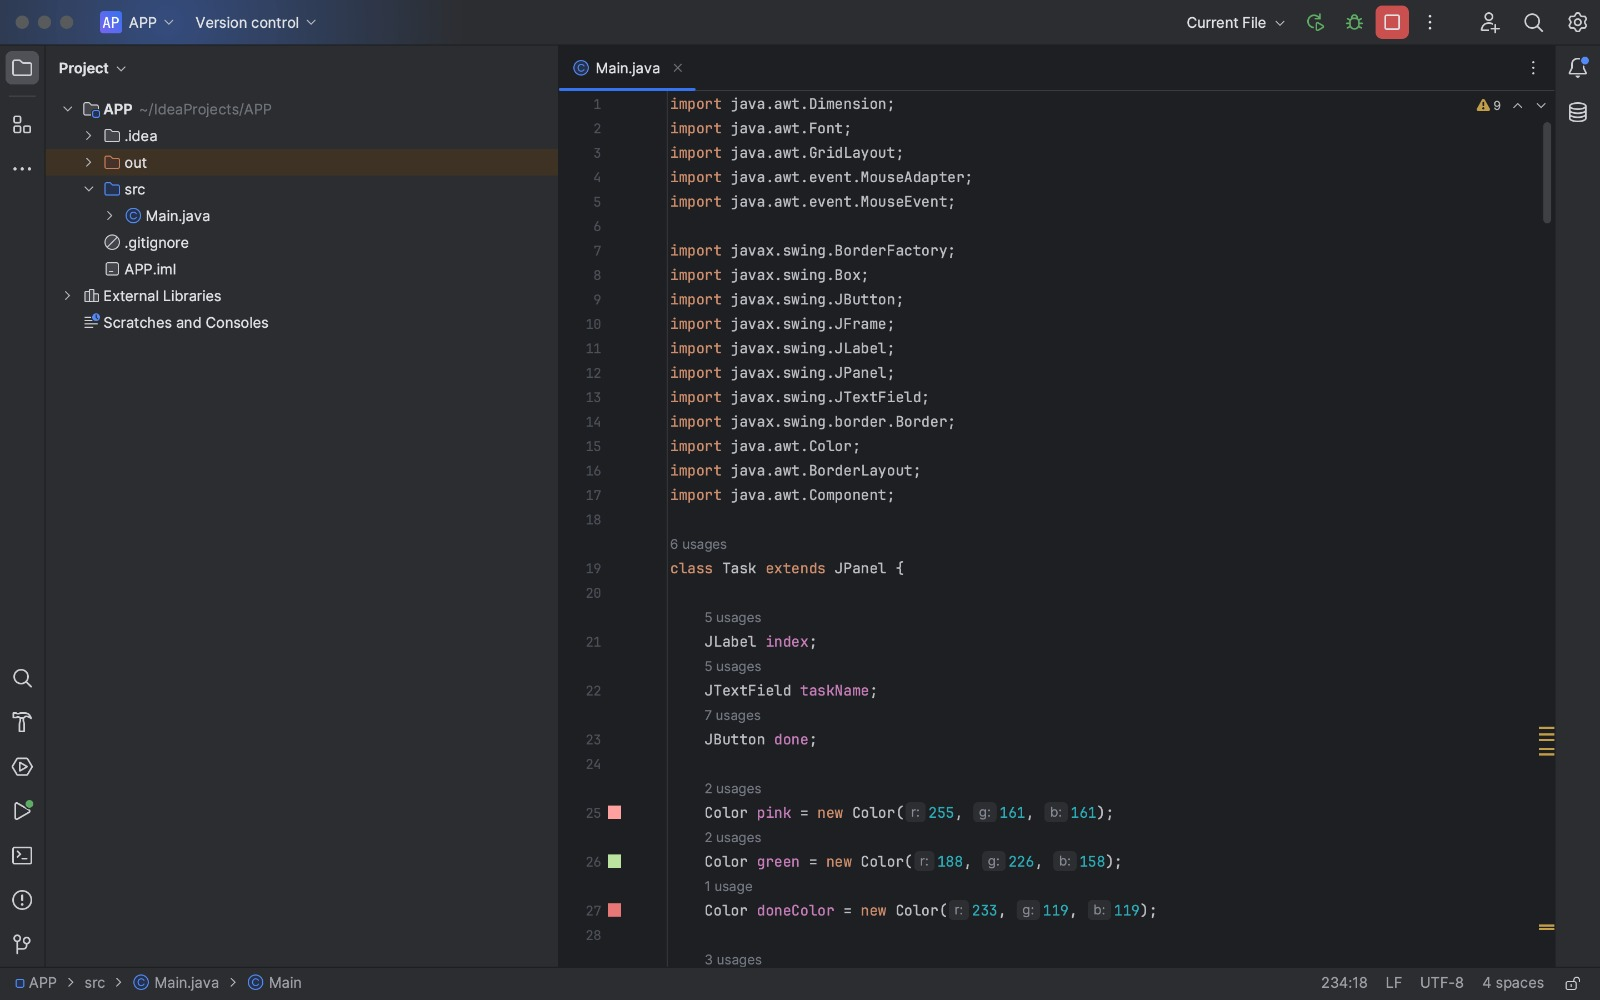 AP APP Version control Current File
Project
Main.java
APP ~/IdeaProjects/APP
.idea
out
src
Main.java
.gitignore
APP.iml
External Libraries
Scratches and Consoles
9
1 import java.awt.Dimension;
2 import java.awt.Font;
3 import java.awt.GridLayout;
4 import java.awt.event.MouseAdapter;
5 import java.awt.event.MouseEvent;
6
7 import javax.swing.BorderFactory;
8 import javax.swing.Box;
9 import javax.swing.JButton;
10 import javax.swing.JFrame;
11 import javax.swing.JLabel;
12 import javax.swing.JPanel;
13 import javax.swing.JTextField;
14 import javax.swing.border.Border;
15 import java.awt.Color;
16 import java.awt.BorderLayout;
17 import java.awt.Component;
18
6 usages
19 class Task extends JPanel {
20
5 usages
21 JLabel index;
5 usages
22 JTextField taskName;
7 usages
23 JButton done;
24
2 usages
25 Color pink = new Color( r: 255, g: 161, b: 161);
2 usages
26 Color green = new Color( r: 188, g: 226, b: 158);
1 usage
27 Color doneColor = new Color( r: 233, g: 119, b: 119);
28
3 usages
APP > src > Main.java > Main 234:18 LF UTF-8 4 spaces